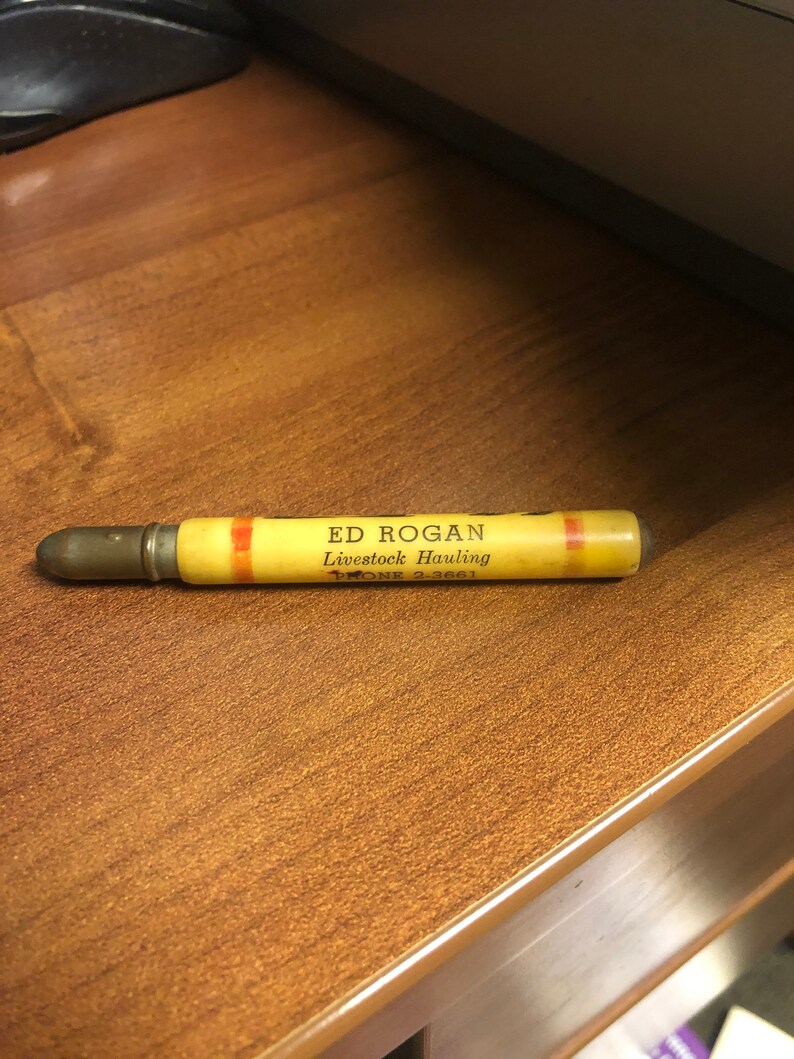 ED ROGAN
Livestock Hauling
PHONE 2-3661